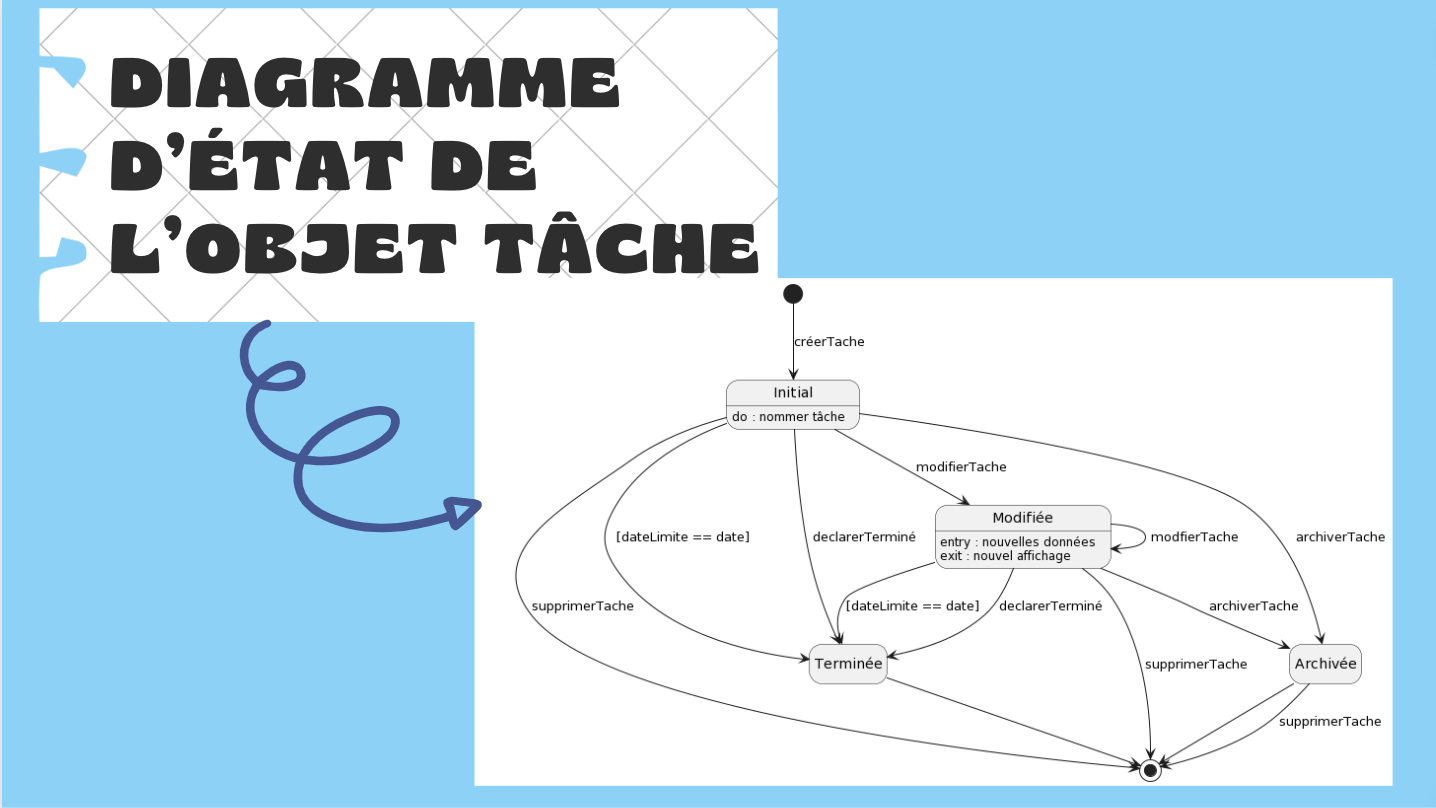 DIAGRAMME
D'ÉTAT DE
L'OBJET TÂCHE
créerTache
Initial
do : nommer tâche
modifierTache
Modifiée
entry : nouvelles données
exit : nouvel affichage
[dateLimite == date]
declarerTerminé
modfierTache
archiverTache
supprimerTache
[dateLimite == date]
declarerTerminé
archiverTache
Terminée
supprimerTache
Archivée
supprimerTache